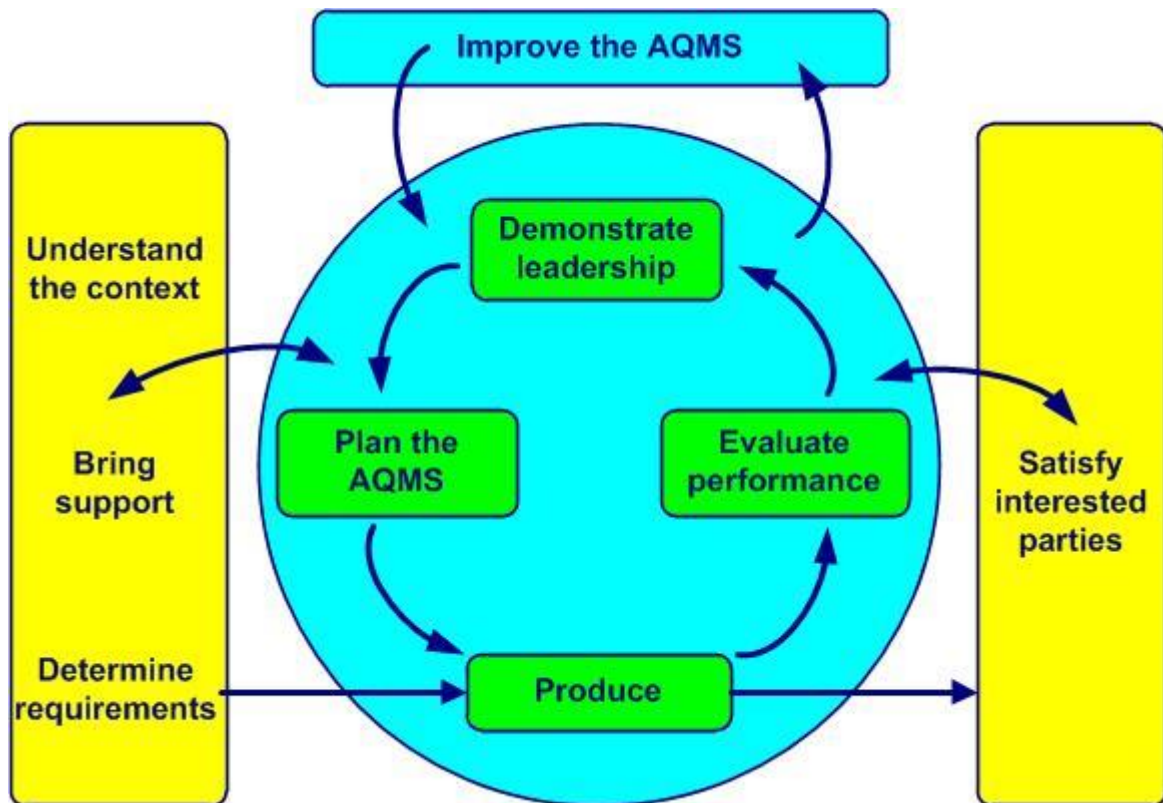 Improve the AQMS
Understand
the context
Bring
support
Determine
requirements
Demonstrate
leadership
Plan the
AQMS
Evaluate
performance
Produce
Satisfy
interested
parties